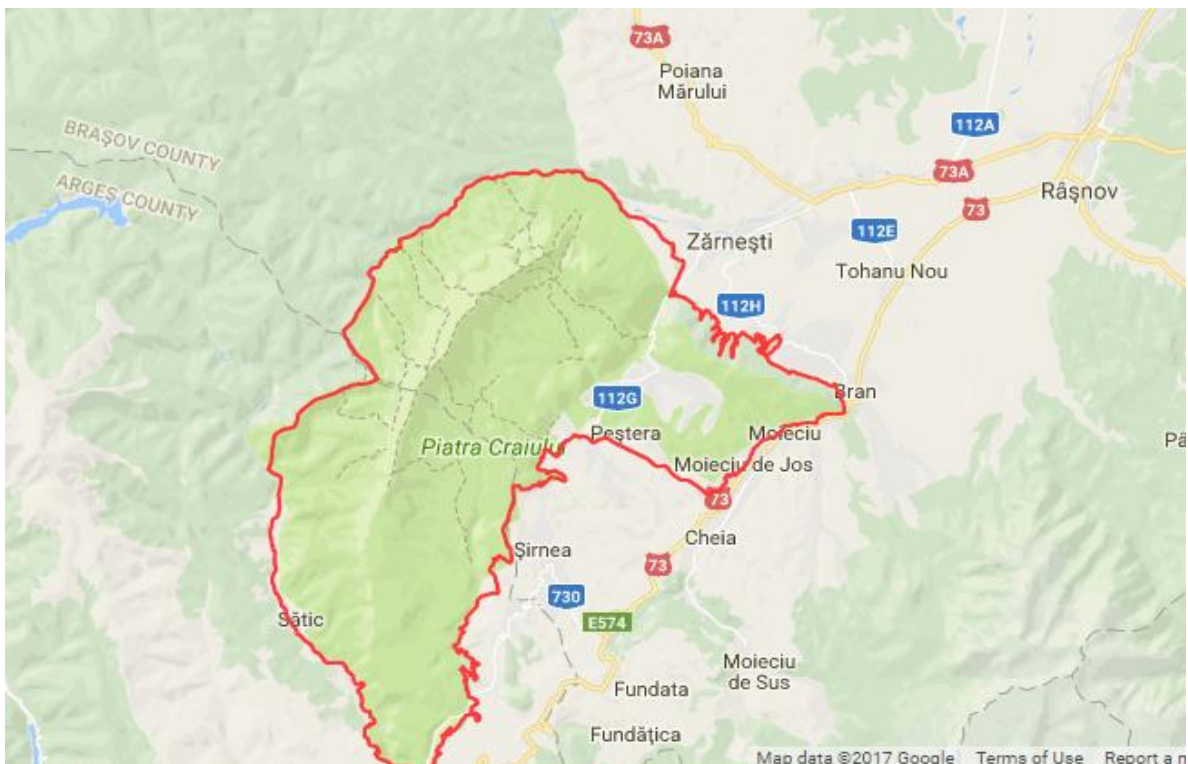 73A
Poiana
Mărului
BRAŞOV COUNTY
112A
ARGEŞ COUNTY
73A
Râşnov
73
112E
Zărneşti
Tohanu Nou
112H
Bran
112G
Peştera
Moieciu
Piatra Craiului
Moieciu de Jos
73
Cheia
Şirnea
73
730
E574
Sătic
Moieciu
de Sus
Fundata
Fundăţica
Map data ©2017 Google Terms of Use